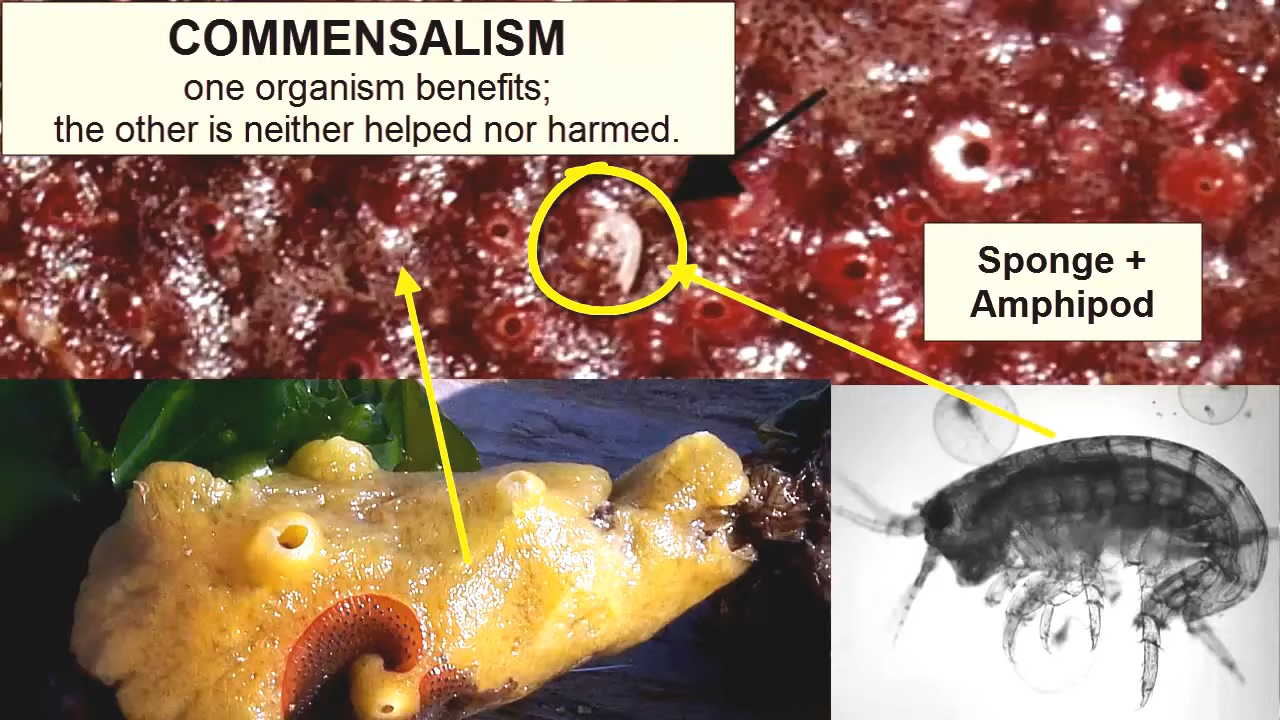 COMMENSALISM
one organism benefits;
the other is neither helped nor harmed.
Sponge +
Amphipod